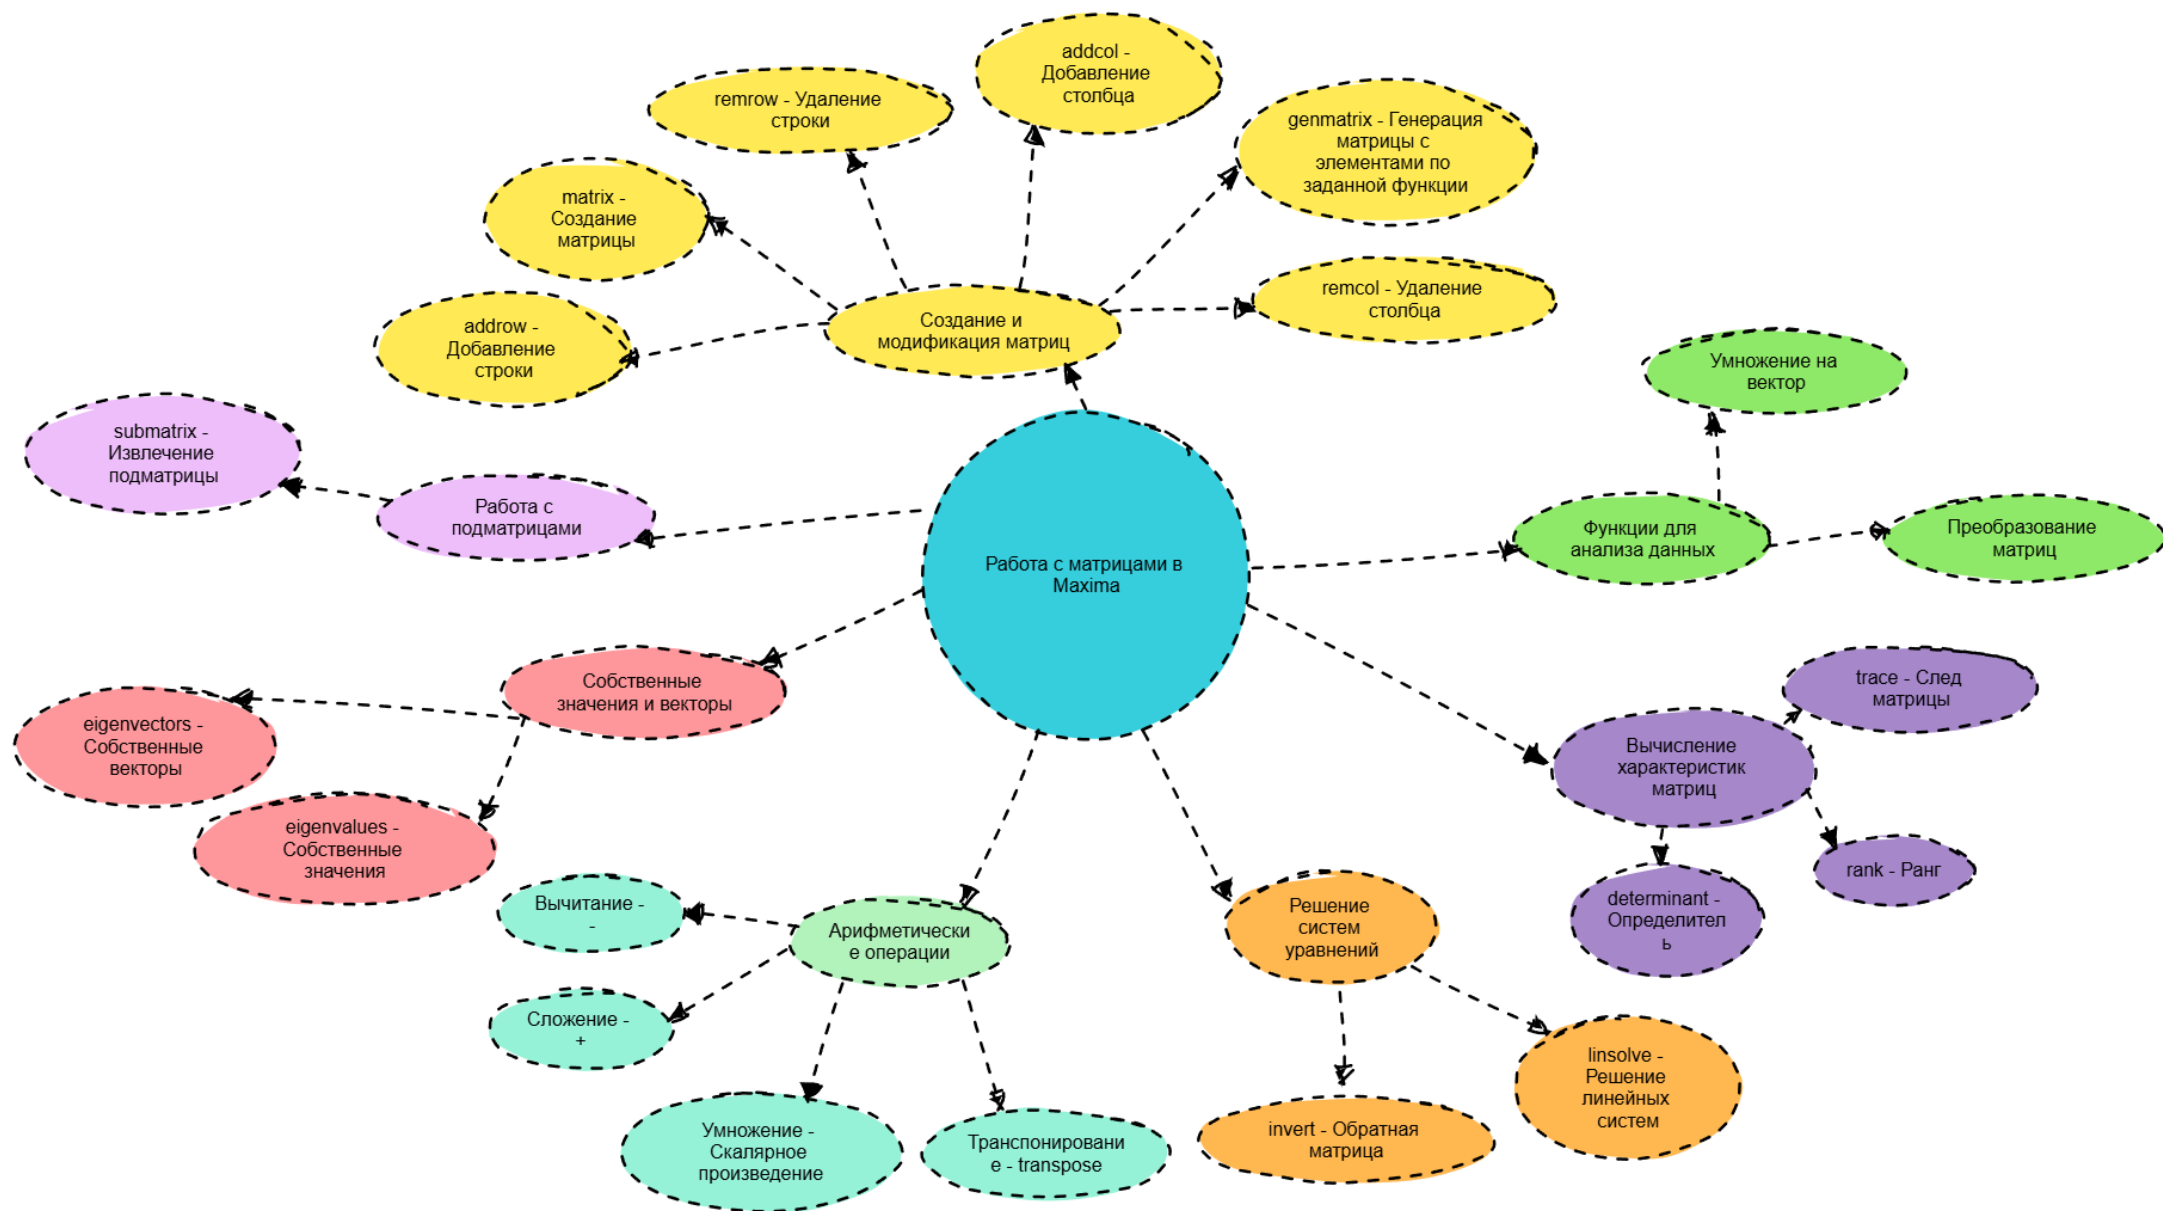 addcol -
Добавление
столбца
remrow - Удаление
строки
genmatrix - Генерация
матрицы с
элементами по
заданной функции
matrix -
Создание
матрицы
remcol - Удаление
столбца
addrow -
Добавление
строки
Создание и
модификация матриц
Умножение на
вектор
submatrix -
Извлечение
подматрицы
Работа с
подматрицами
Функции для
анализа данных
Преобразование
матриц
Работа с матрицами в
Maxima
Собственные
значения и векторы
trace - След
матрицы
eigenvectors -
Собственные
векторы
Вычисление
характеристик
матриц
eigenvalues -
Собственные
значения
rank - Ранг
determinant -
Определител
ь
Вычитание -
-
Арифметически
е операции
Решение
систем
уравнений
Сложение -
+
linsolve -
Решение
линейных
систем
Умножение -
Скалярное
произведение
Транспонировани
е - transpose
invert - Обратная
матрица